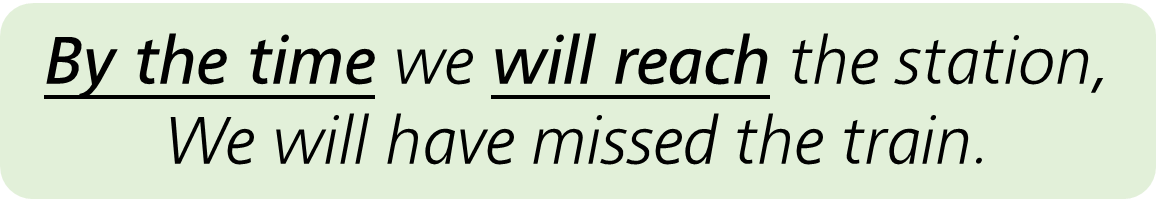 By the time we will reach the station,
We will have missed the train.